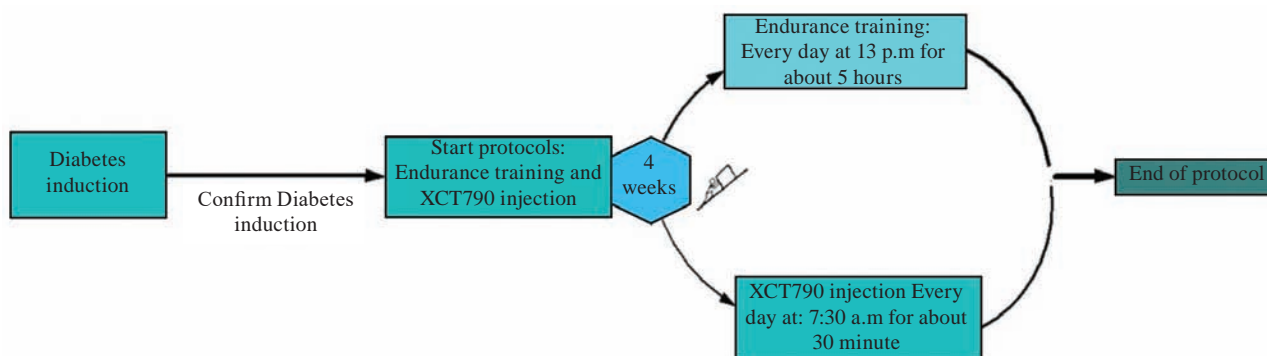 Diabetes
induction
Confirm Diabetes
induction
Start protocols:
Endurance training and
XCT790 injection
4
weeks
Endurance training:
Every day at 13 p.m for
about 5 hours
XCT790 injection Every
day at: 7:30 a.m for about
30 minute
End of protocol